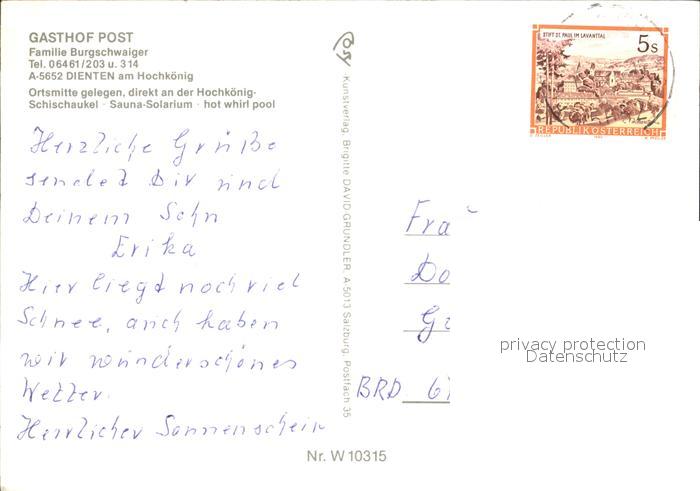 GASTHOF POST
Familie Burgschwaiger
Tel. 06461/203 u. 314
A-5652 DIENTEN am Hochkönig
Ortsmitte gelegen, direkt an der Hochkönig-
Schischaukel · Sauna-Solarium · hot whirl pool
Herzliche Grüße
sendet Dir und
Deinem Sohn
Erika
Hier liegt noch viel
Schnee, auch haben
wir wunderschönes
Wetter.
Herrlicher Sonnenschein
Kunstverlag, Brigitte DAVID-GRÜNDLER, A-5013 Salzburg, Postfach 35
STIFT ST. PAUL IM LAVANTTAL
5s
REPUBLIK ÖSTERREICH
Fra
Do
BRD
privacy protection
Datenschutz
Nr. W 10315